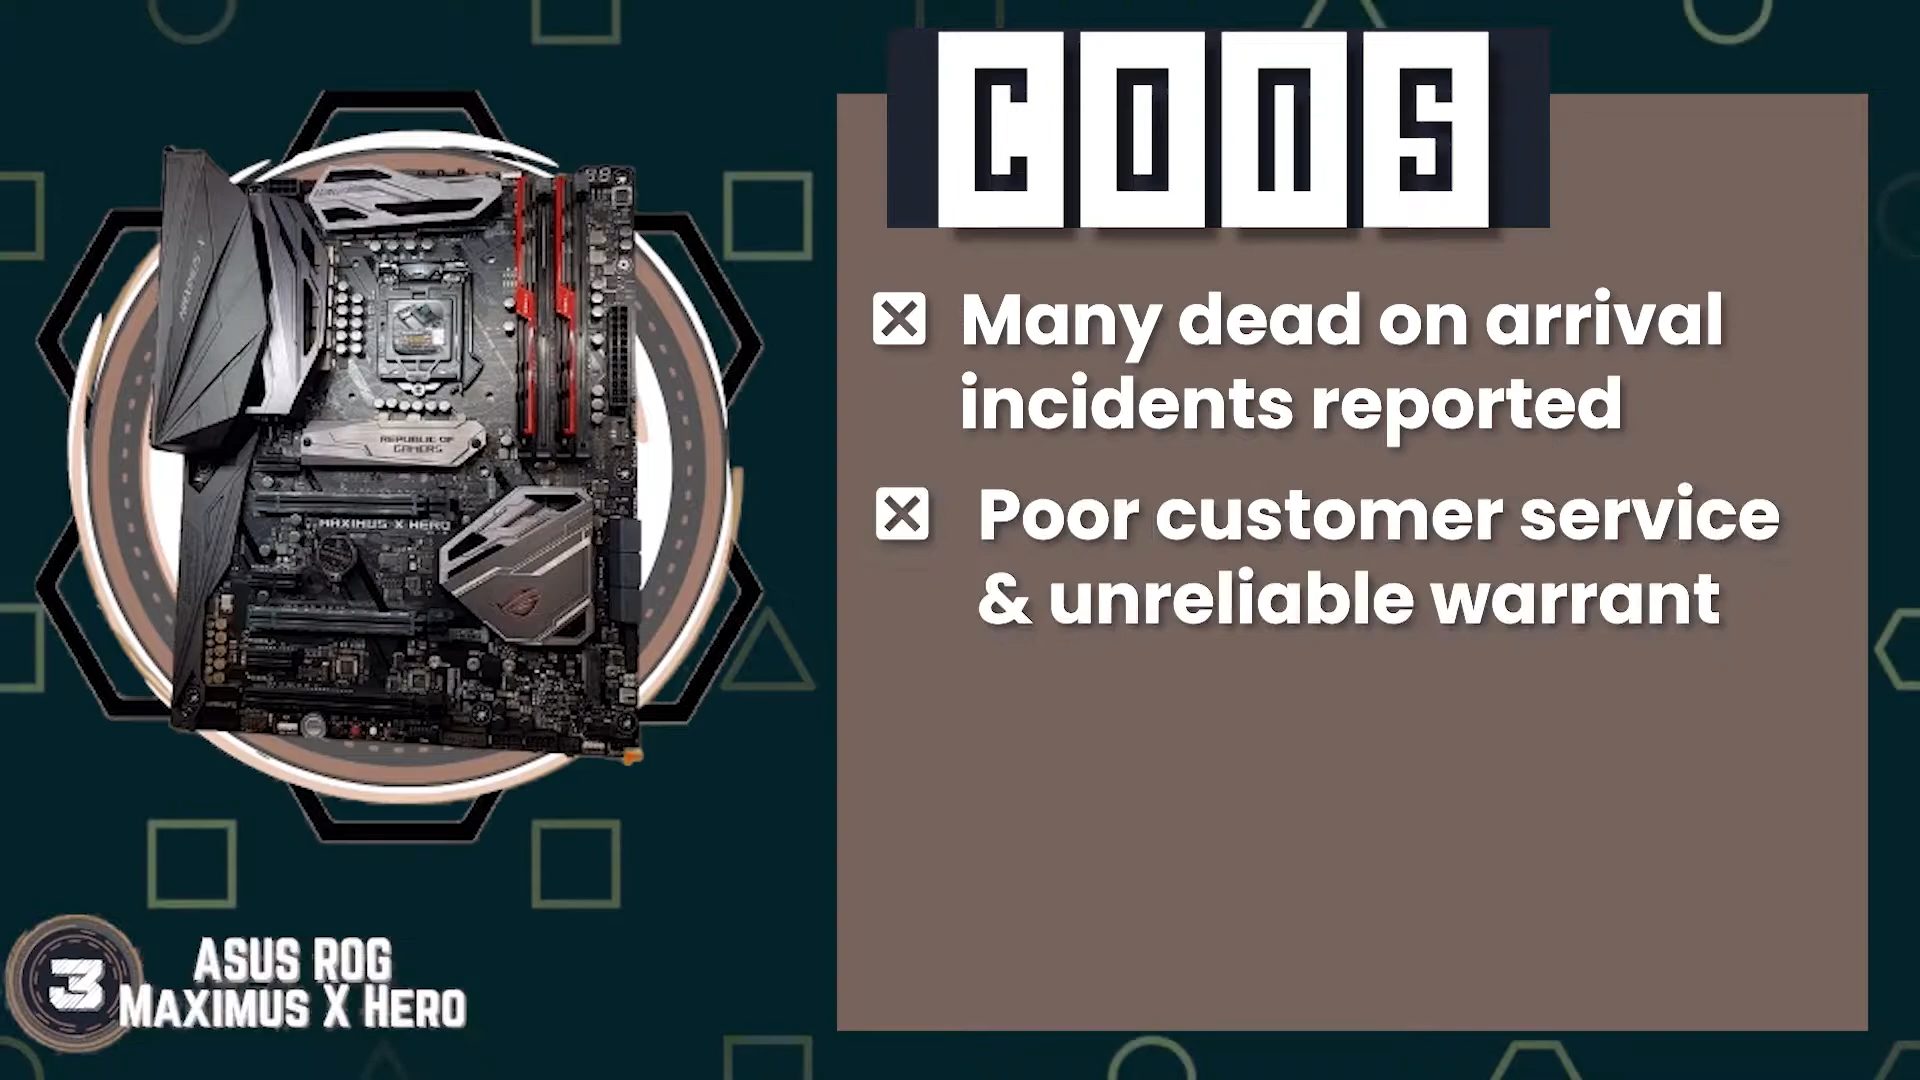 CONS
Many dead on arrival
incidents reported
Poor customer service
& unreliable warrant
REPUBLIC OF
GAMERS
MAXIMUS X HERO
3
ASUS ROG
MAXIMUS X HERO